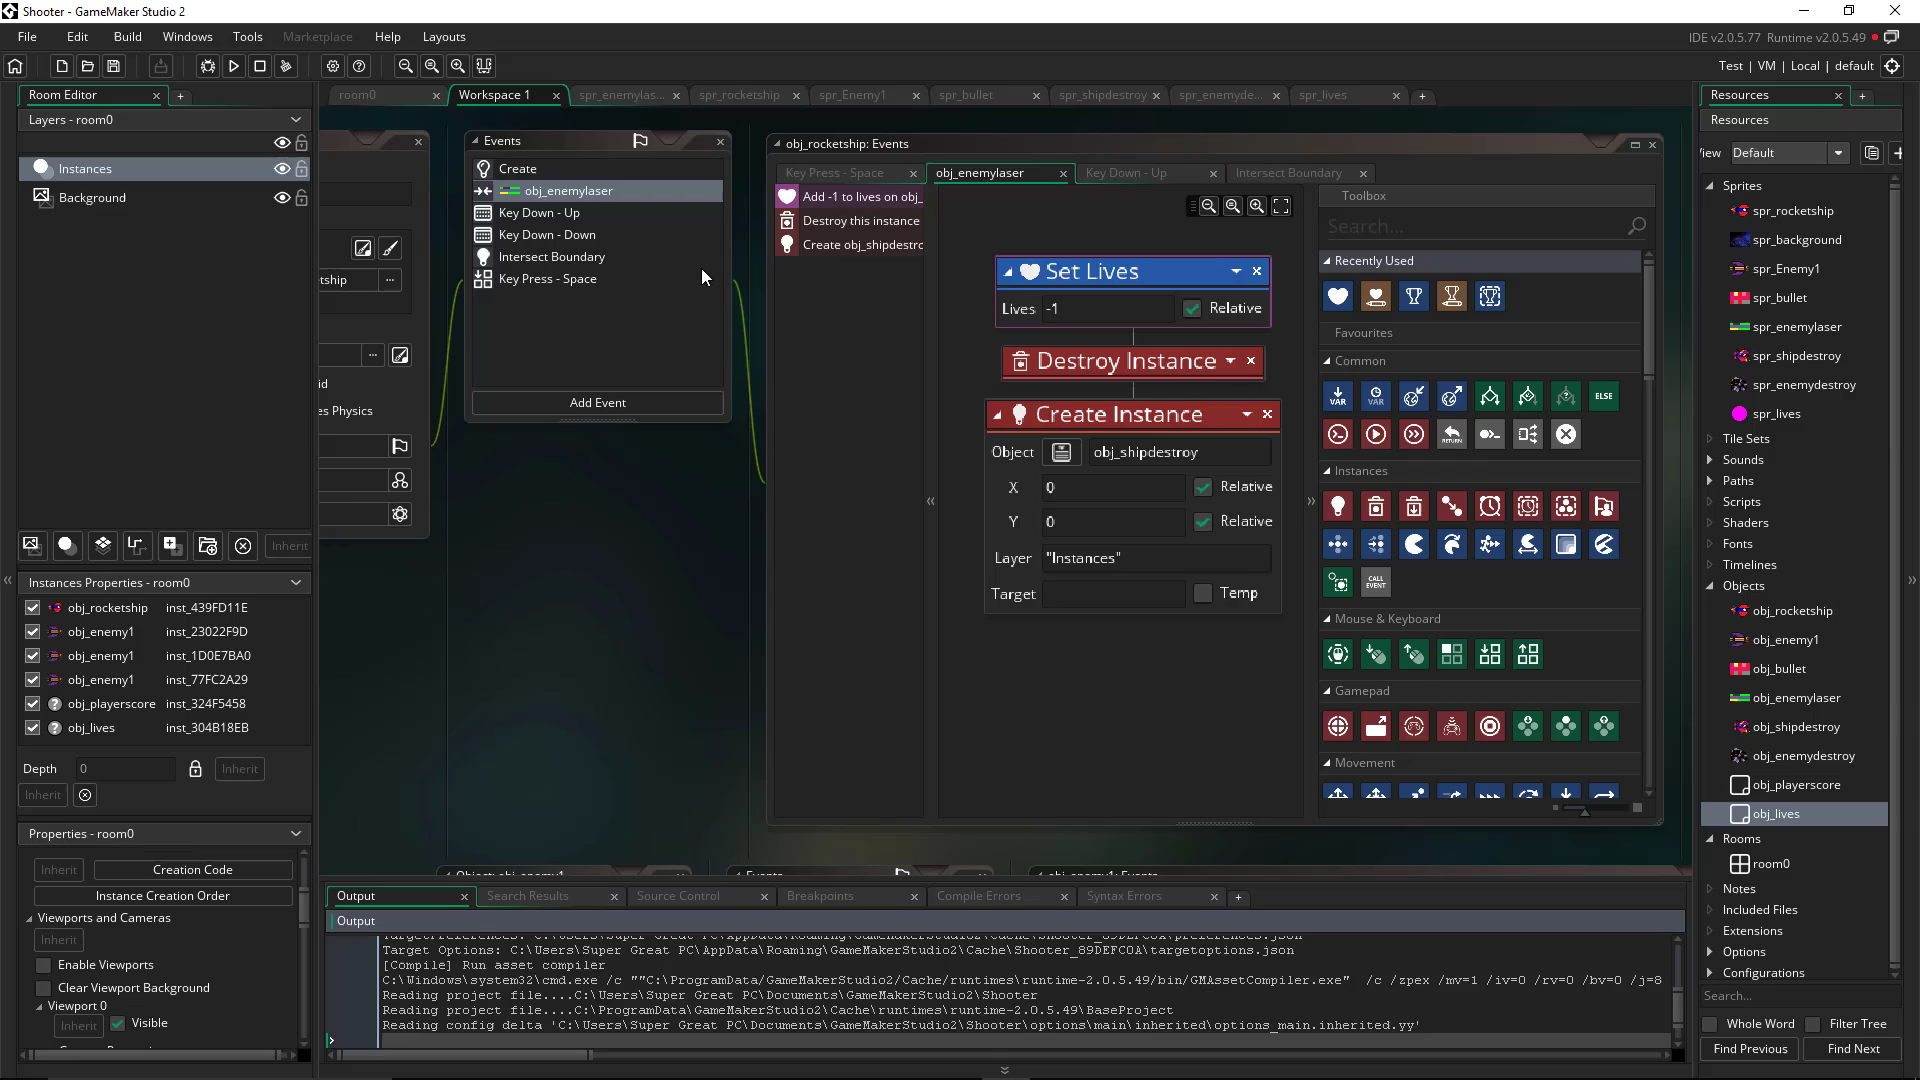 Shooter - GameMaker Studio 2
File Edit Build Windows Tools Marketplace Help Layouts
IDE v2.0.5.77 Runtime v2.0.5.49
Test | VM | Local | default
Room Editor
Layers - room0
Instances
Background
Inherit
Instances Properties - room0
obj_rocketship inst_439FD11E
obj_enemy1 inst_23022F9D
obj_enemy1 inst_1D0E7BA0
obj_enemy1 inst_77FC2A29
obj_playerscore inst_324F5458
obj_lives inst_304B18EB
Depth 0 Inherit
Inherit
Properties - room0
Inherit Creation Code
Instance Creation Order
Viewports and Cameras
Inherit
Enable Viewports
Clear Viewport Background
Viewport 0
Inherit Visible
room0 Workspace 1 spr_enemylas... spr_rocketship spr_Enemy1 spr_bullet spr_shipdestroy spr_enemyde... spr_lives
tship
id
es Physics
Events
Create
obj_enemylaser
Key Down - Up
Key Down - Down
Intersect Boundary
Key Press - Space
Add Event
obj_rocketship: Events
Key Press - Space obj_enemylaser Key Down - Up Intersect Boundary
Add -1 to lives on obj_
Destroy this instance
Create obj_shipdestro
Set Lives
Lives -1 Relative
Destroy Instance
Create Instance
Object obj_shipdestroy
X 0 Relative
Y 0 Relative
Layer "Instances"
Target Temp
Toolbox
Search...
Recently Used
Favourites
Common
VAR VAR ELSE
RETURN
Instances
CALL EVENT
Mouse & Keyboard
Gamepad
Movement
Output Search Results Source Control Breakpoints Compile Errors Syntax Errors
Output
Target Options: C:\Users\Super Great PC\AppData\Roaming\GameMakerStudio2\Cache\Shooter_89DEFC0A\targetoptions.json
[Compile] Run asset compiler
C:\Windows\system32\cmd.exe /c ""C:\ProgramData/GameMakerStudio2/Cache/runtimes\runtime-2.0.5.49/bin/GMAssetCompiler.exe" /c /zpex /mv=1 /iv=0 /rv=0 /bv=0 /j=8
Reading project file....C:\Users\Super Great PC\Documents\GameMakerStudio2\Shooter
Reading project file....C:\ProgramData\GameMakerStudio2\Cache\runtimes\runtime-2.0.5.49\BaseProject
Reading config delta 'C:\Users\Super Great PC\Documents\GameMakerStudio2\Shooter\options\main\inherited\options_main.inherited.yy'
Resources
Resources
View Default
Sprites
spr_rocketship
spr_background
spr_Enemy1
spr_bullet
spr_enemylaser
spr_shipdestroy
spr_enemydestroy
spr_lives
Tile Sets
Sounds
Paths
Scripts
Shaders
Fonts
Timelines
Objects
obj_rocketship
obj_enemy1
obj_bullet
obj_enemylaser
obj_shipdestroy
obj_enemydestroy
obj_playerscore
obj_lives
Rooms
room0
Notes
Included Files
Extensions
Options
Configurations
Search...
Whole Word Filter Tree
Find Previous Find Next